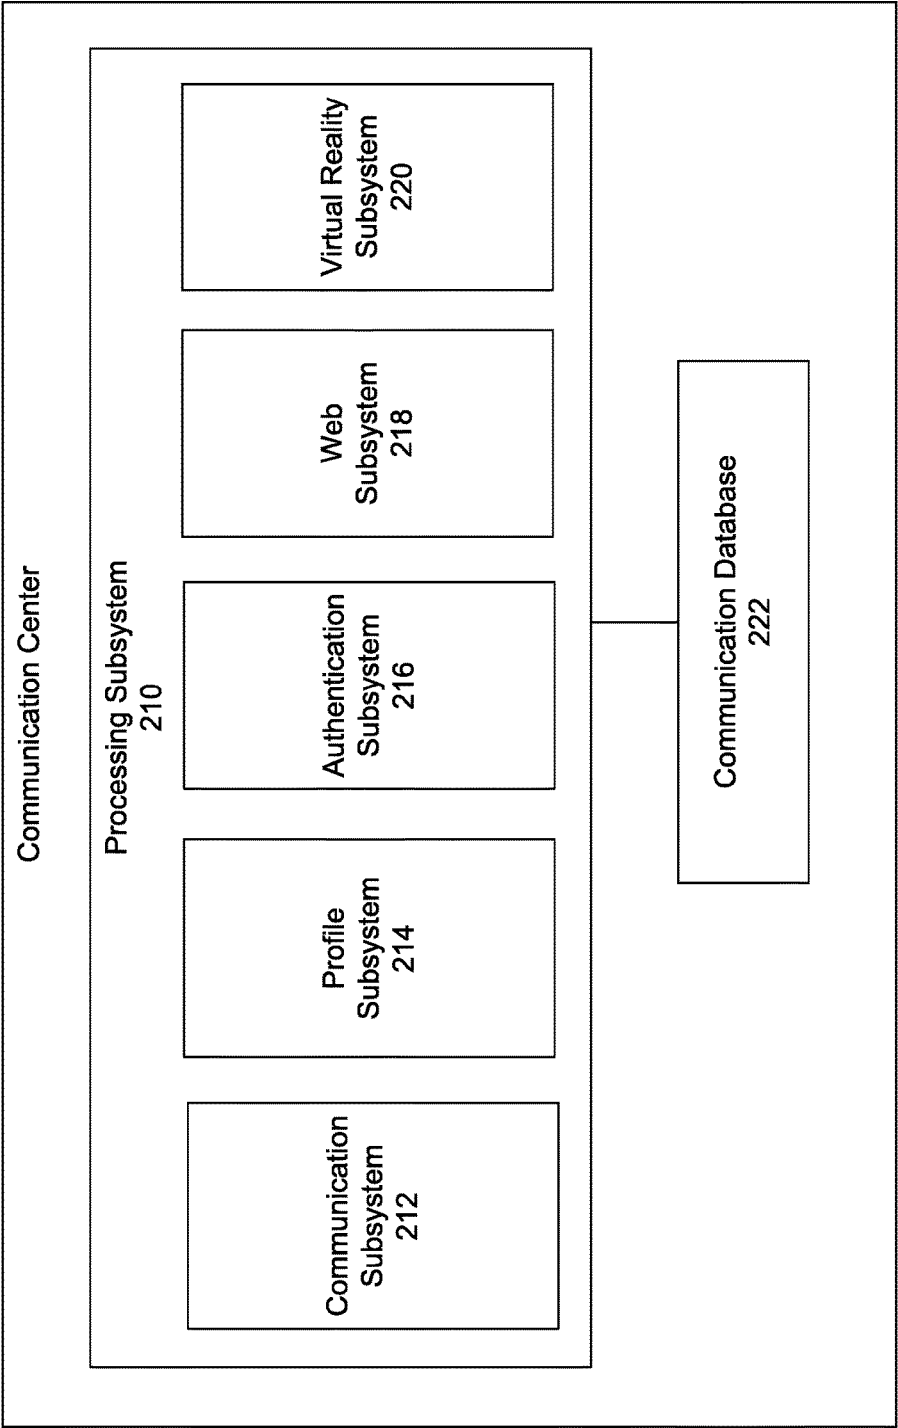 Communication Center
Processing Subsystem
210
Communication
Subsystem
212
Profile
Subsystem
214
Authentication
Subsystem
216
Web
Subsystem
218
Virtual Reality
Subsystem
220
Communication Database
222